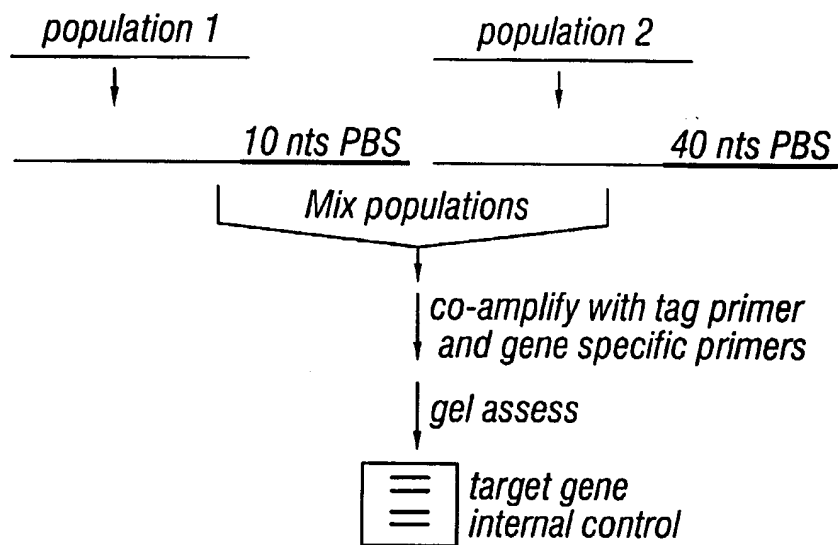 population 1
population 2
10 nts PBS
40 nts PBS
Mix populations
co-amplify with tag primer
and gene specific primers
gel assess
target gene
internal control